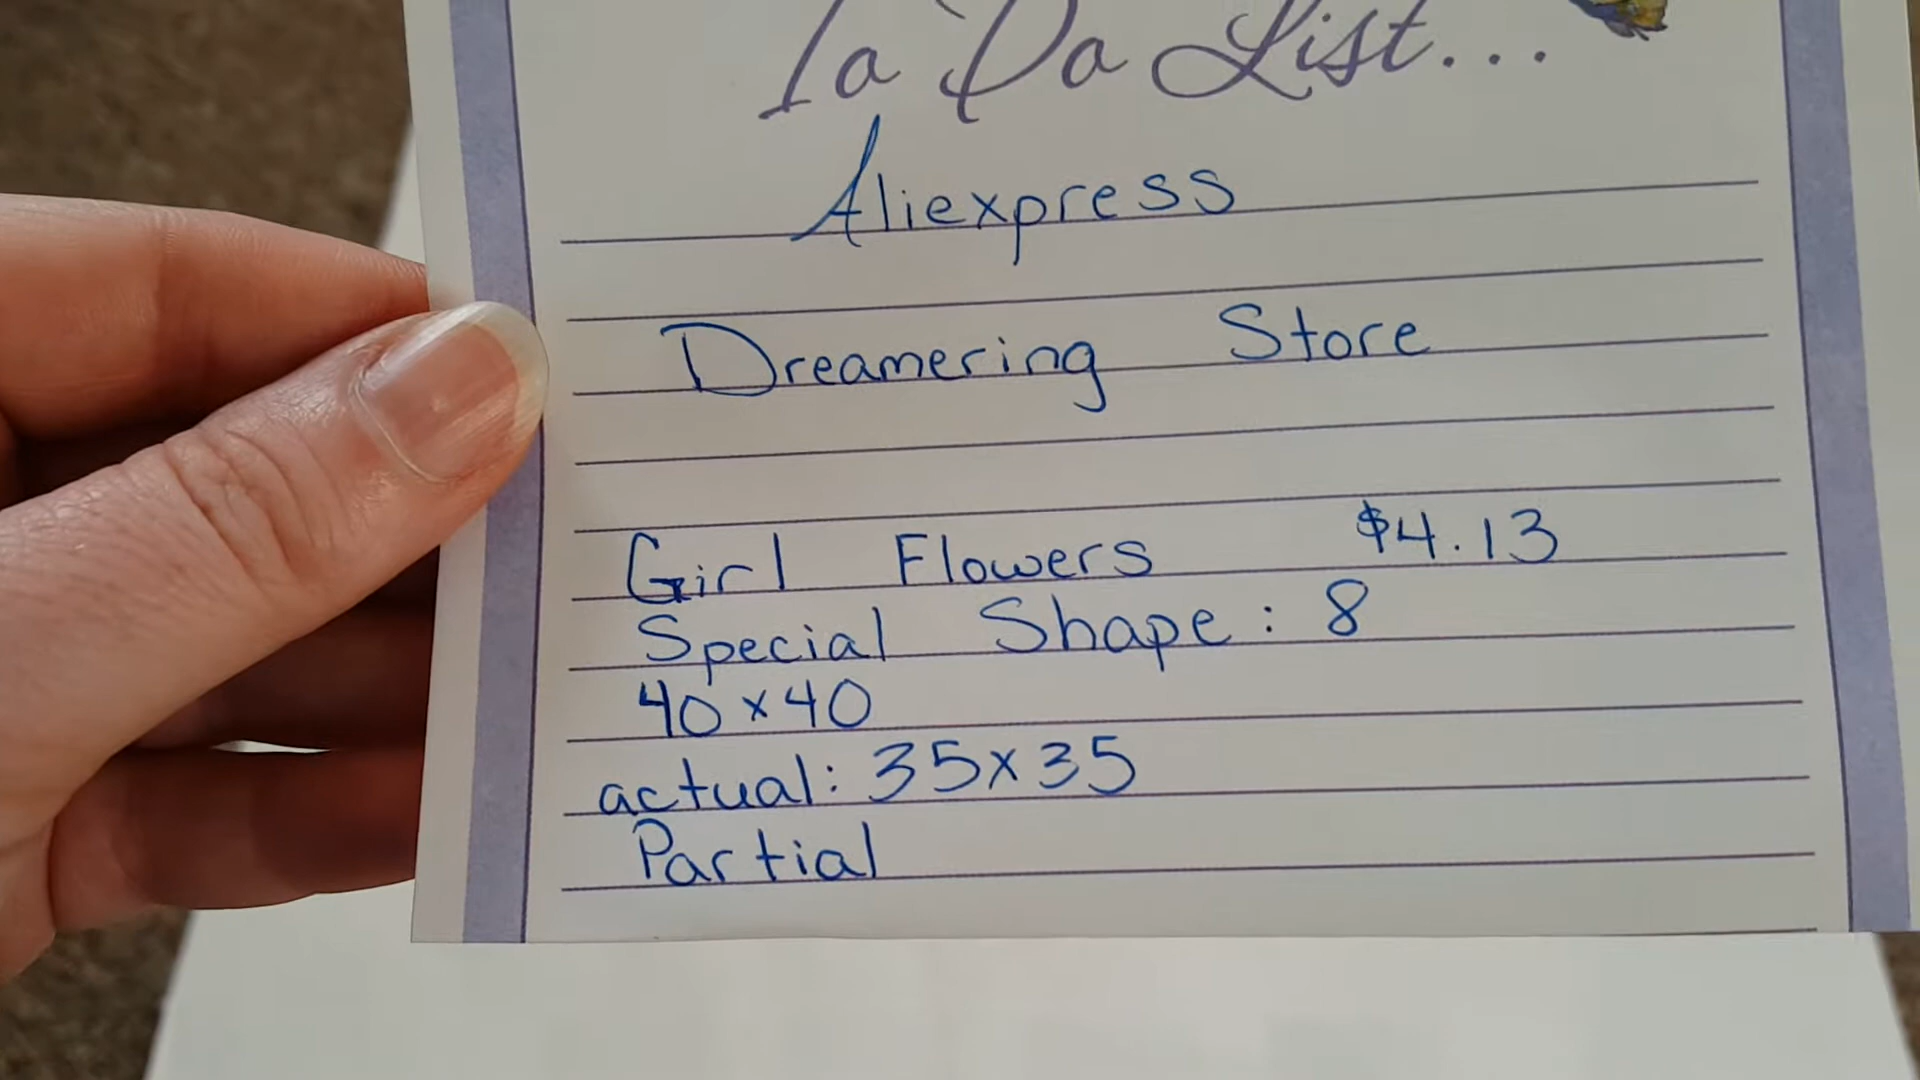 Ta Da List...
Aliexpress
Dreamering Store
Girl Flowers $4.13
Special Shape: 8
40x40
actual: 35x35
Partial